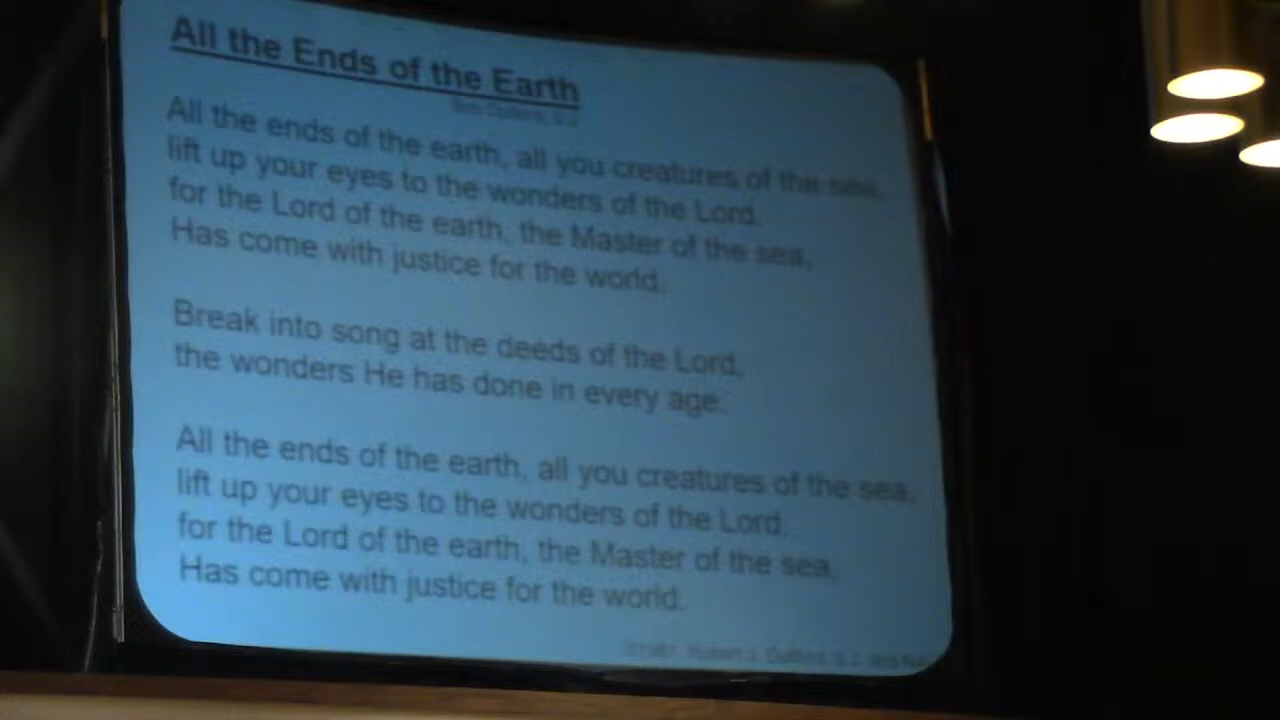 All the Ends of the Earth
Bob Dufford, S.J.
All the ends of the earth, all you creatures of the sea,
lift up your eyes to the wonders of the Lord.
for the Lord of the earth, the Master of the sea,
Has come with justice for the world.
Break into song at the deeds of the Lord,
the wonders He has done in every age.
All the ends of the earth, all you creatures of the sea,
lift up your eyes to the wonders of the Lord.
for the Lord of the earth, the Master of the sea,
Has come with justice for the world.
Robert J. Dufford, S.J.